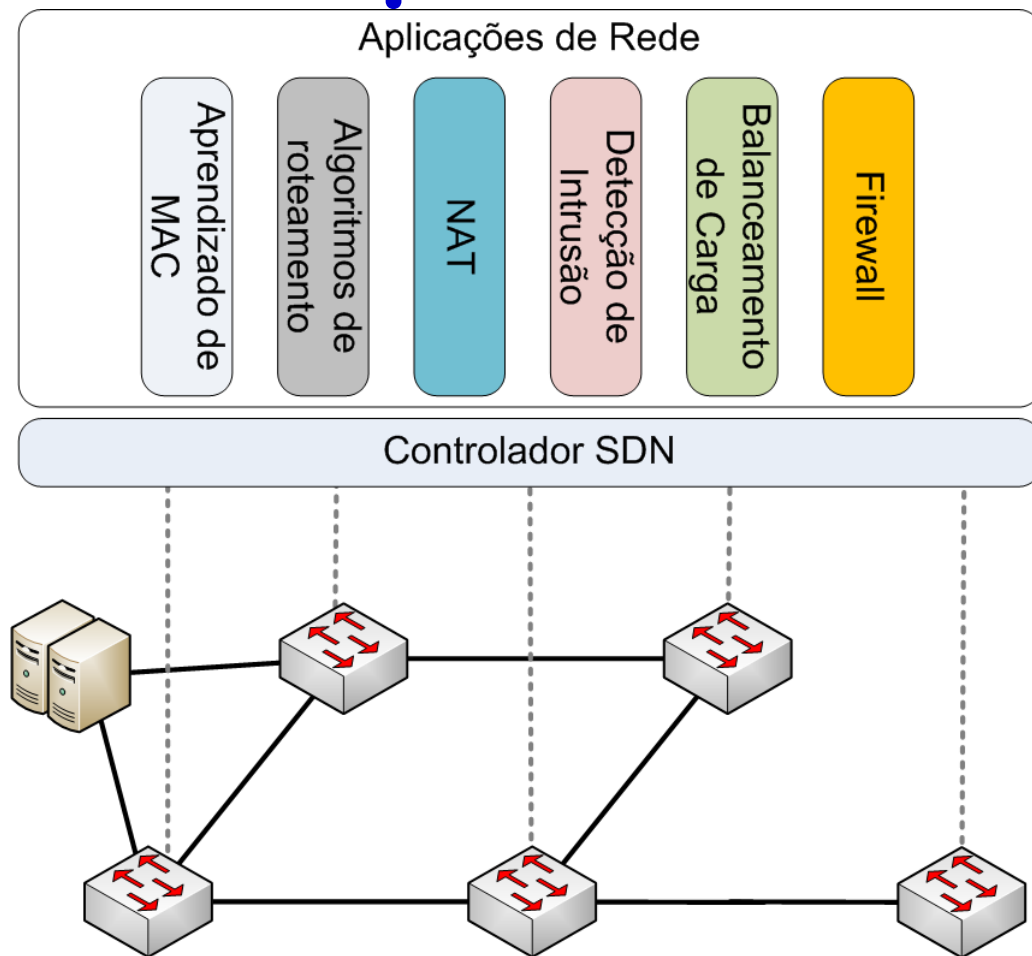 Aplicações de Rede
Aprendizado de
MAC
Algoritmos de
roteamento
NAT
Detecção de
Intrusão
Balanceamento
de Carga
Firewall
Controlador SDN